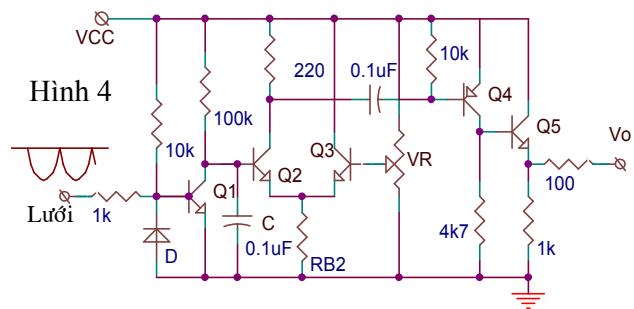 VCC
Hình 4
220
0.1uF
10k
Q4
100k
Q5
Vo
10k
Q1
Q2
Q3
VR
Lưới
1k
100
C
0.1uF
4k7
1k
D
RB2